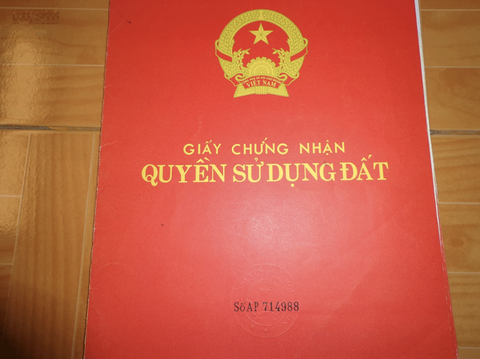 VIỆT NAM
GIẤY CHỨNG NHẬN
QUYỀN SỬ DỤNG ĐẤT
Số AP 714988